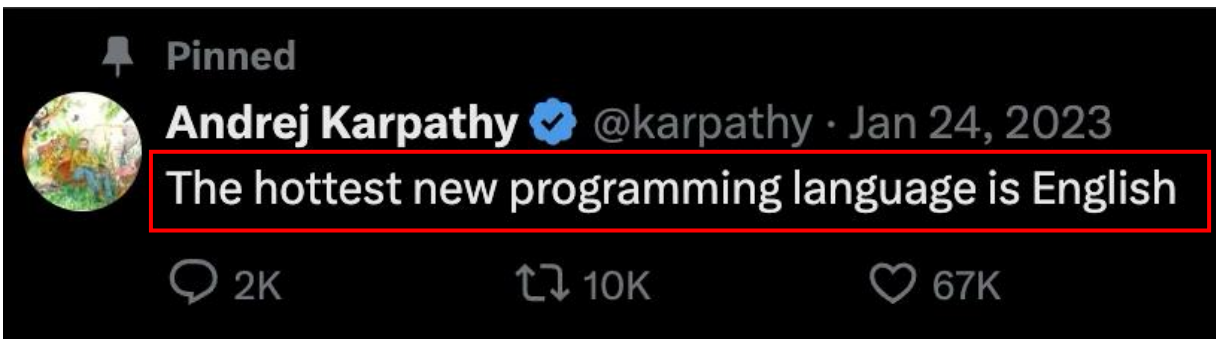 Pinned
Andrej Karpathy @karpathy · Jan 24, 2023
The hottest new programming language is English
2K 10K 67K